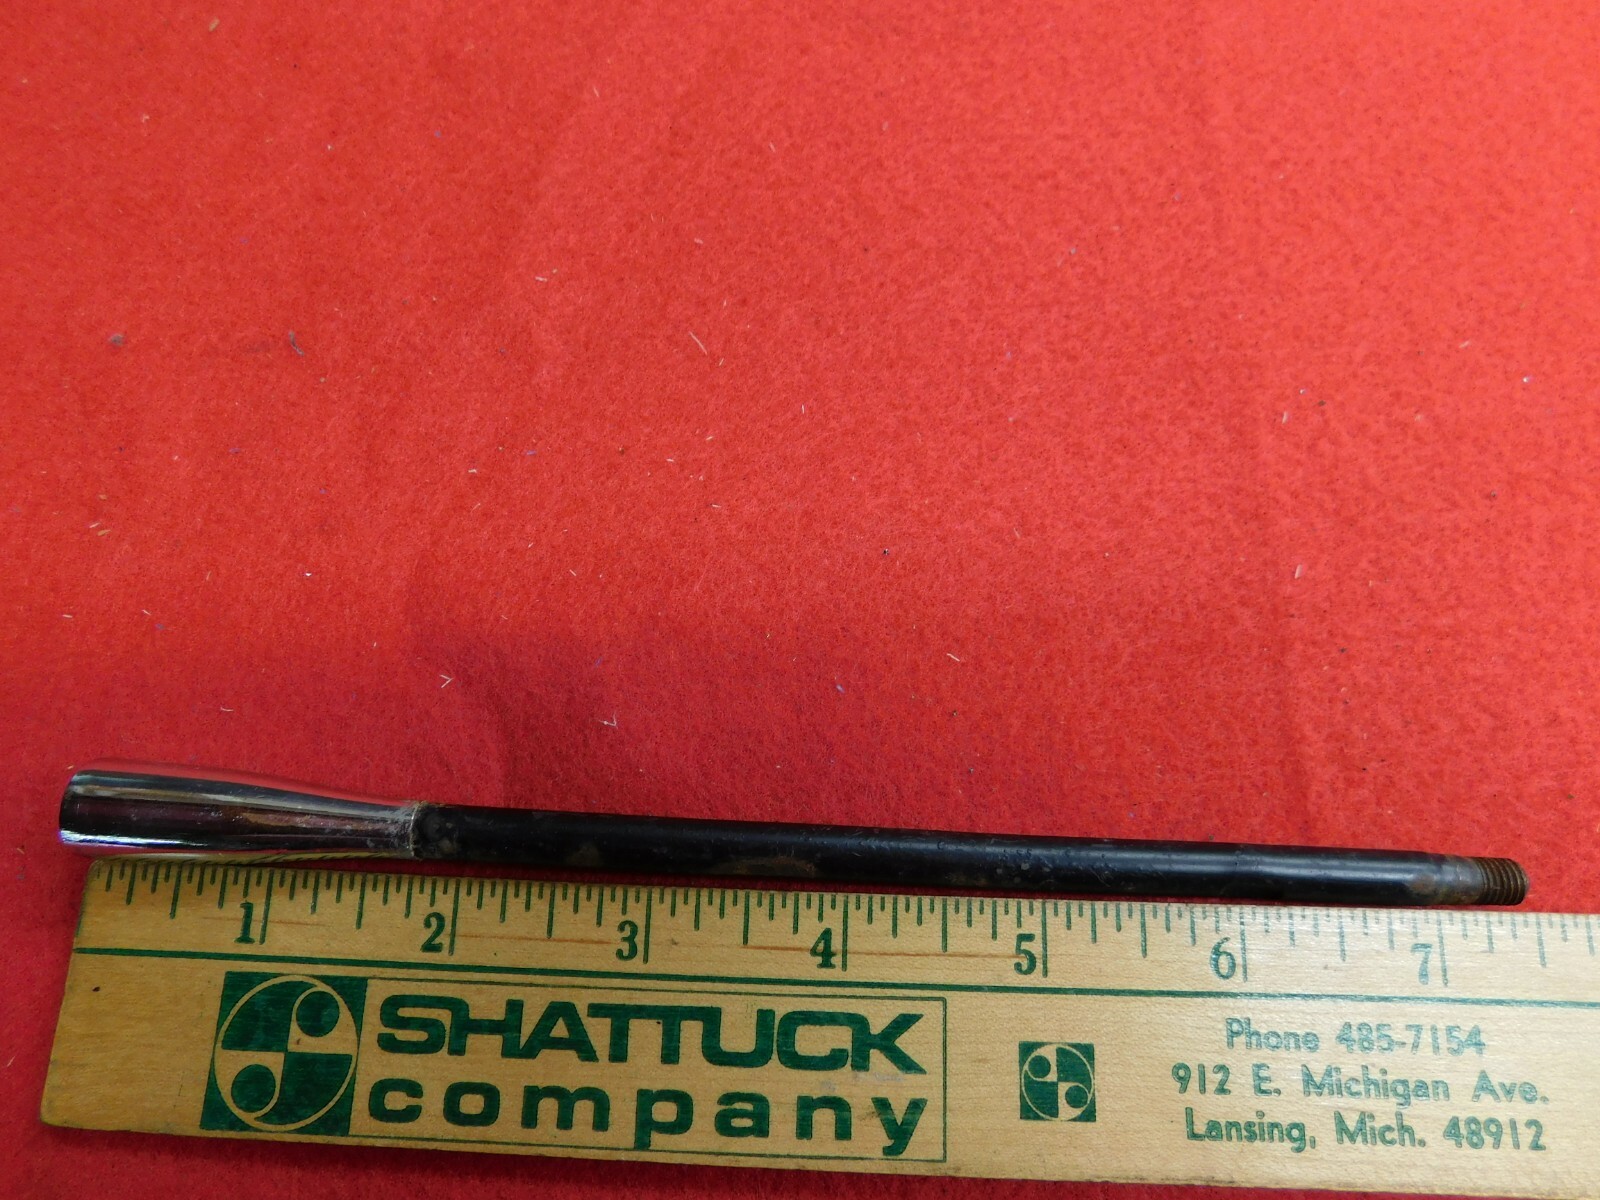 1 2 3 4 5 6 7
SHATTUCK
company
Phone 485-7154
912 E. Michigan Ave.
Lansing, Mich. 48912